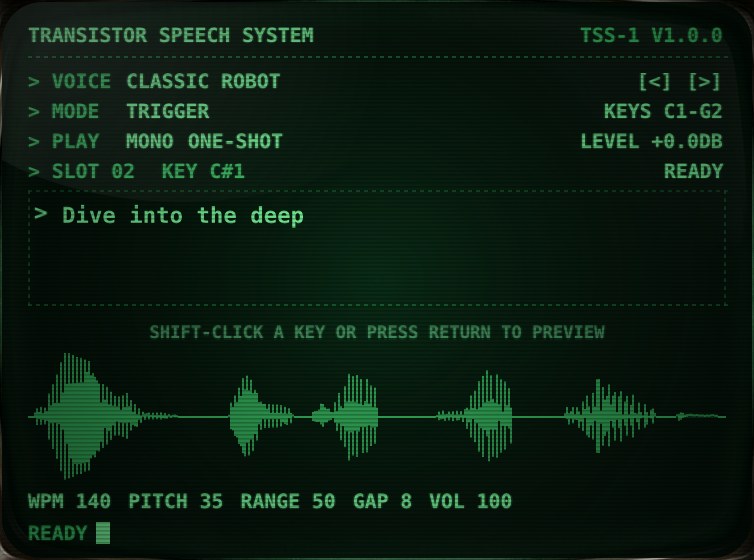 TRANSISTOR SPEECH SYSTEM TSS-1 V1.0.0
> VOICE CLASSIC ROBOT [<] [>]
> MODE TRIGGER KEYS C1-G2
> PLAY MONO ONE-SHOT LEVEL +0.0DB
> SLOT 02 KEY C#1 READY
> Dive into the deep
SHIFT-CLICK A KEY OR PRESS RETURN TO PREVIEW
WPM 140 PITCH 35 RANGE 50 GAP 8 VOL 100
READY